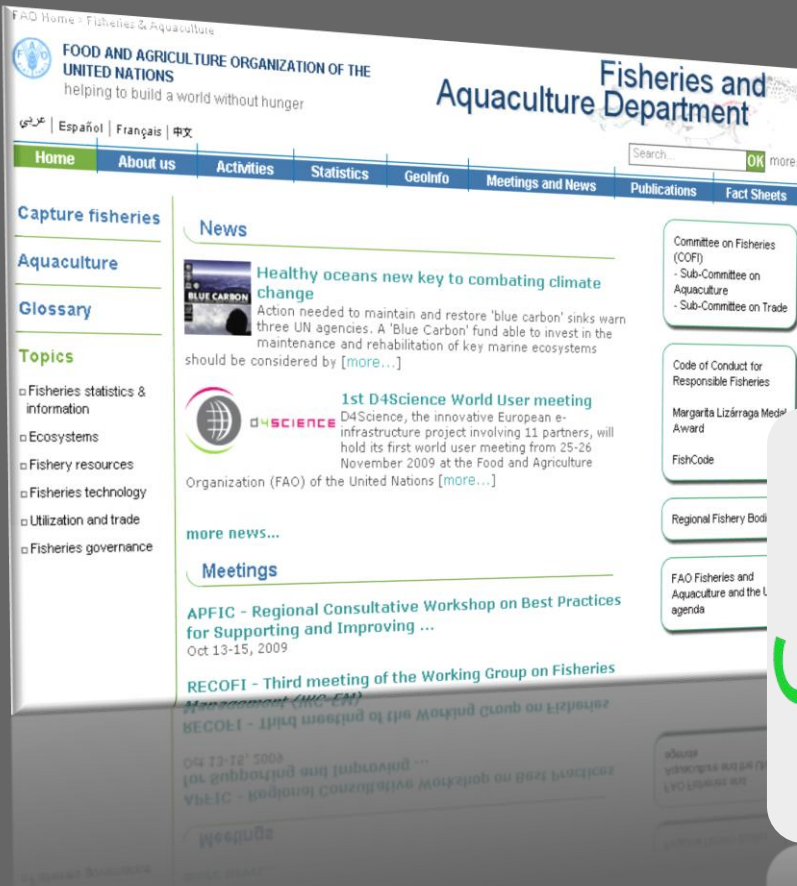 FAO Home > Fisheries & Aquaculture
FAO
FOOD AND AGRICULTURE ORGANIZATION OF THE
UNITED NATIONS
helping to build a world without hunger
Fisheries and
Aquaculture Department
عربي | Español | Français | 中文
Search... OK more
Home About us Activities Statistics GeoInfo Meetings and News Publications Fact Sheets
Capture fisheries
Aquaculture
Glossary
Topics
Fisheries statistics &
information
Ecosystems
Fishery resources
Fisheries technology
Utilization and trade
Fisheries governance
News
BLUE CARBON
Healthy oceans new key to combating climate
change
Action needed to maintain and restore 'blue carbon' sinks warn
three UN agencies. A 'Blue Carbon' fund able to invest in the
maintenance and rehabilitation of key marine ecosystems
should be considered by [more...]
D4SCIENCE
1st D4Science World User meeting
D4Science, the innovative European e-
infrastructure project involving 11 partners, will
hold its first world user meeting from 25-26
November 2009 at the Food and Agriculture
Organization (FAO) of the United Nations [more...]
more news...
Meetings
APFIC - Regional Consultative Workshop on Best Practices
for Supporting and Improving ...
Oct 13-15, 2009
RECOFI - Third meeting of the Working Group on Fisheries
Management
Committee on Fisheries
(COFI)
- Sub-Committee on
Aquaculture
- Sub-Committee on Trade
Code of Conduct for
Responsible Fisheries
Margarita Lizárraga Medal
Award
FishCode
Regional Fishery Bodi
FAO Fisheries and
Aquaculture and the U
agenda